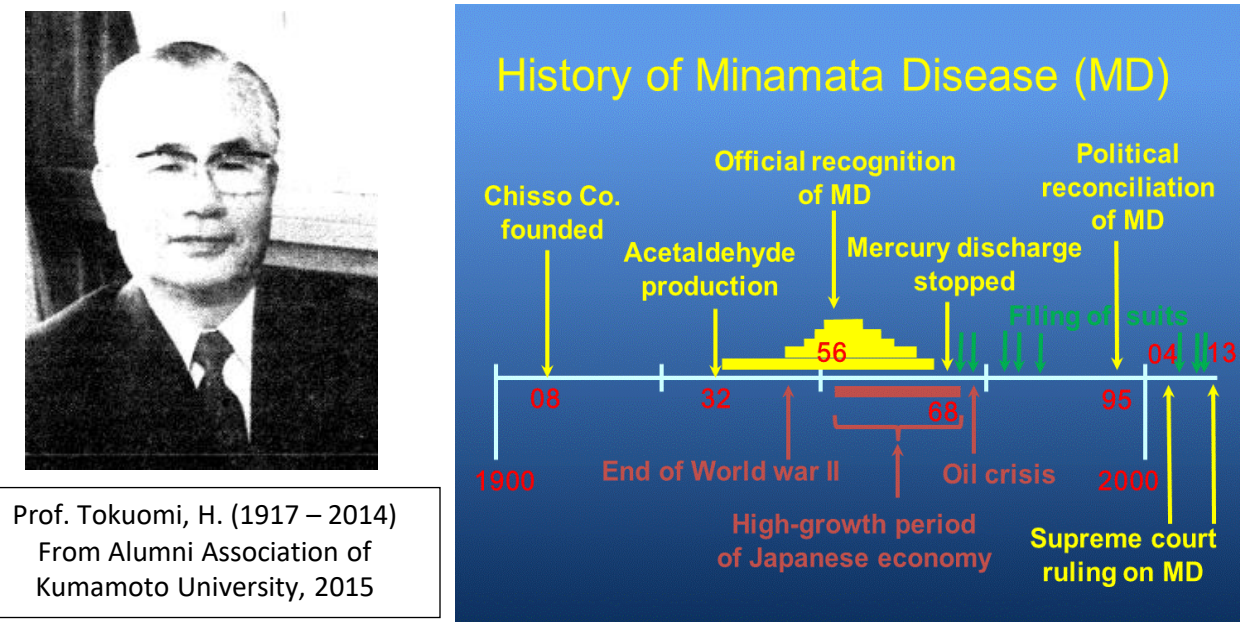 Prof. Tokuomi, H. (1917 – 2014)
From Alumni Association of
Kumamoto University, 2015
History of Minamata Disease (MD)
Chisso Co.
founded
Acetaldehyde
production
Official recognition
of MD
Mercury discharge
stopped
Political
reconciliation
of MD
Filing of suits
08
32
56
68
95
04
13
1900
2000
End of World war II
High-growth period
of Japanese economy
Oil crisis
Supreme court
ruling on MD